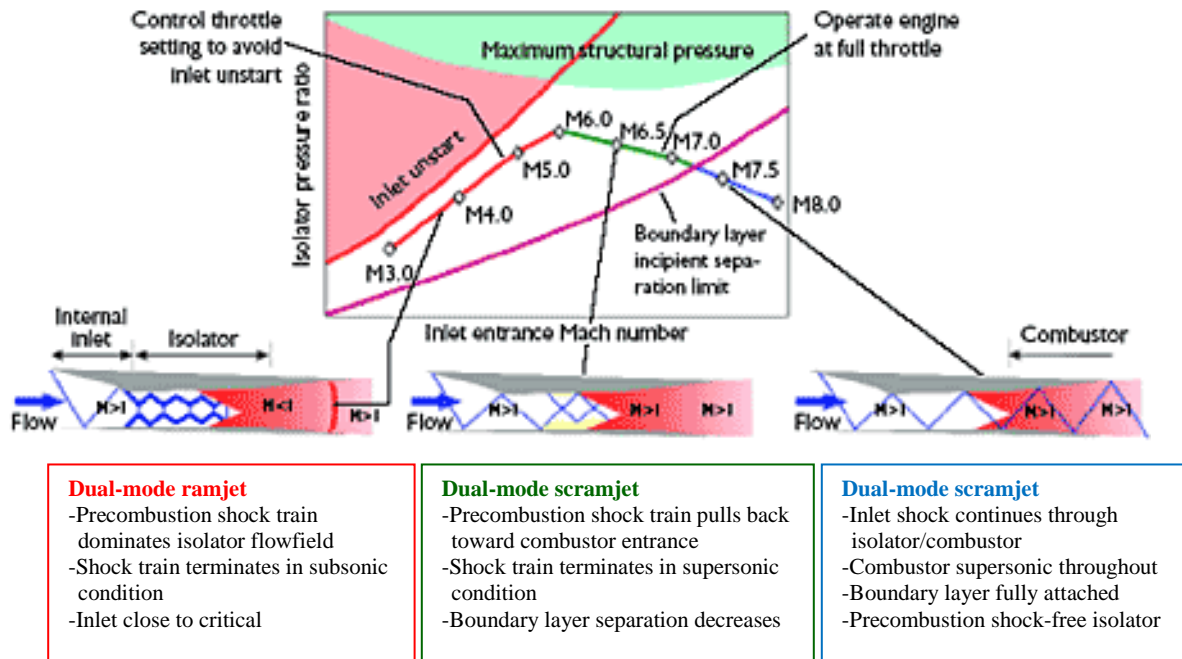 Control throttle
setting to avoid
inlet unstart
Operate engine
at full throttle
Maximum structural pressure
Isolator pressure ratio
Inlet unstart
M3.0
M4.0
M5.0
M6.0
M6.5
M7.0
M7.5
M8.0
Boundary layer
incipient sepa-
ration limit
Inlet entrance Mach number
Internal
inlet
Isolator
Combustor
Flow
M>1
M<1
M>1
Flow
M>1
M>1
M>1
Flow
M>1
M>1
M>1
Dual-mode ramjet
-Precombustion shock train
dominates isolator flowfield
-Shock train terminates in subsonic
condition
-Inlet close to critical
Dual-mode scramjet
-Precombustion shock train pulls back
toward combustor entrance
-Shock train terminates in supersonic
condition
-Boundary layer separation decreases
Dual-mode scramjet
-Inlet shock continues through
isolator/combustor
-Combustor supersonic throughout
-Boundary layer fully attached
-Precombustion shock-free isolator